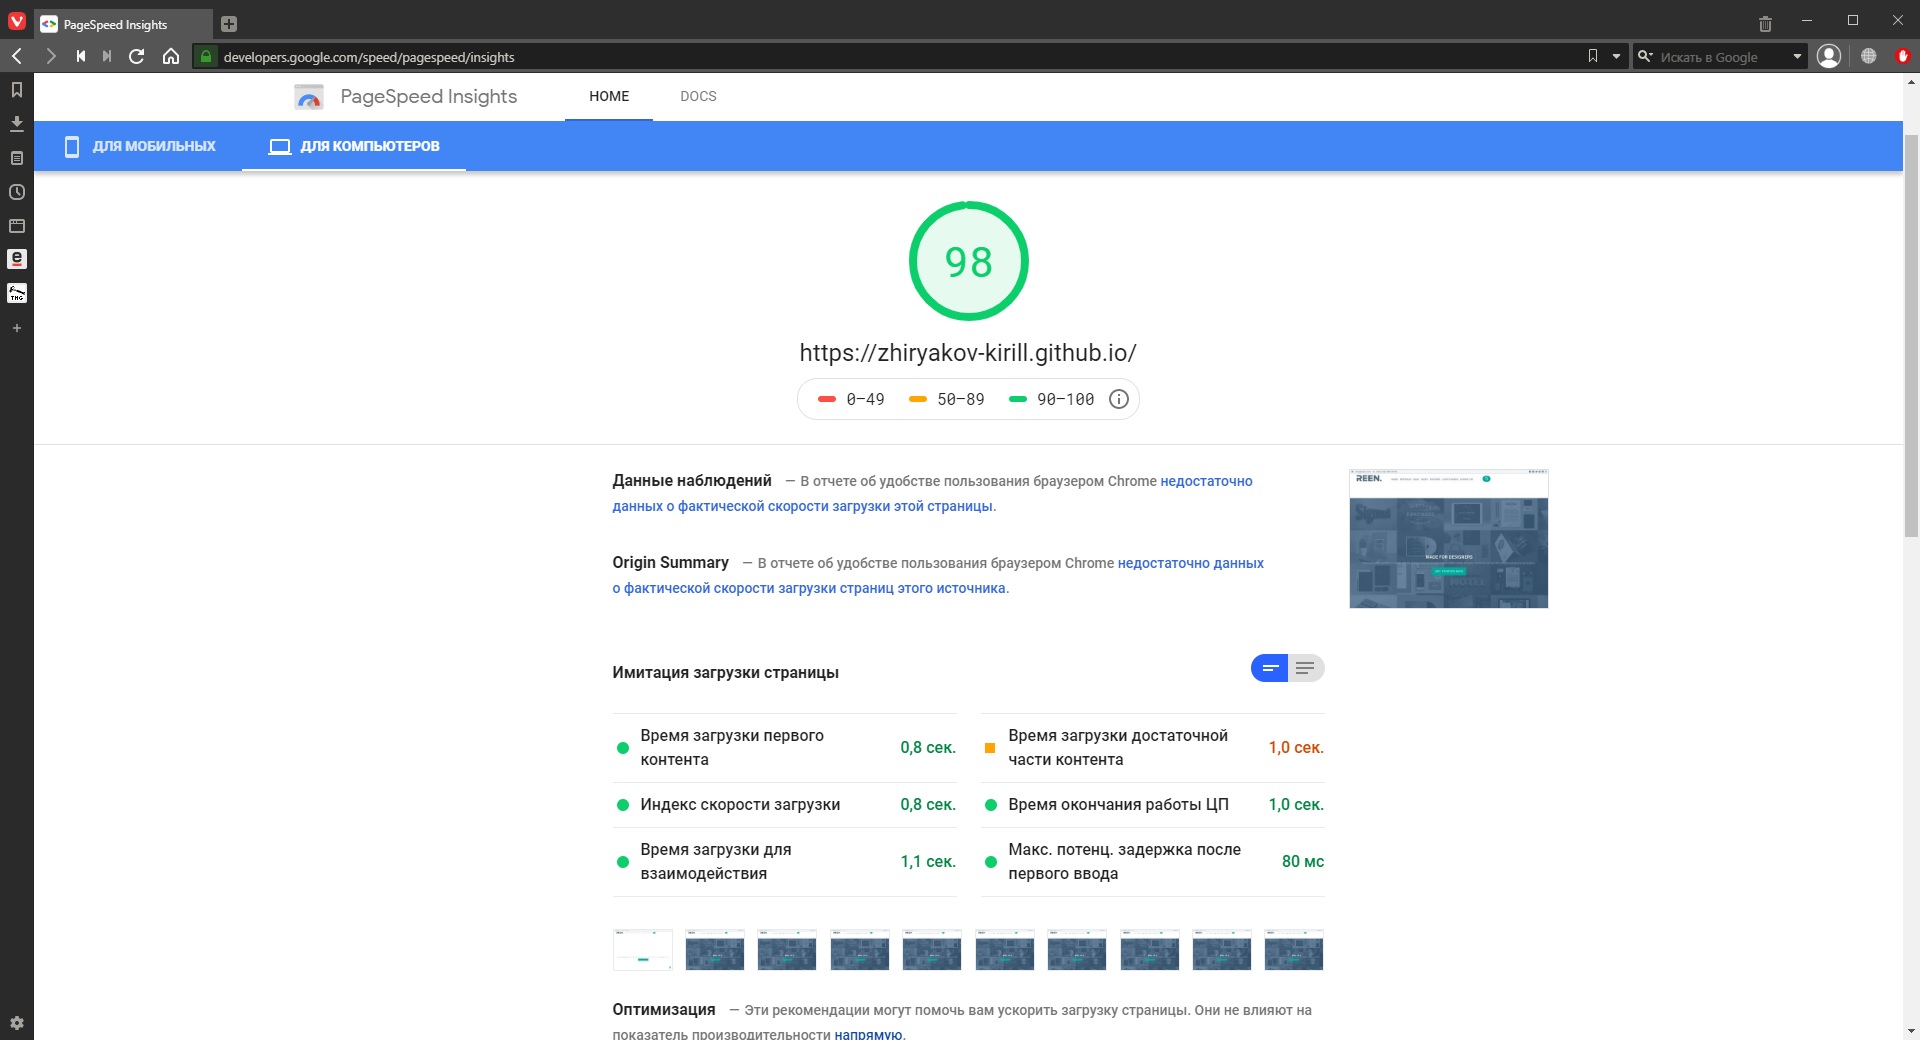 PageSpeed Insights
developers.google.com/speed/pagespeed/insights
Искать в Google
PageSpeed Insights
HOME
DOCS
ДЛЯ МОБИЛЬНЫХ
ДЛЯ КОМПЬЮТЕРОВ
98
https://zhiryakov-kirill.github.io/
0–49
50–89
90–100
Данные наблюдений — В отчете об удобстве пользования браузером Chrome недостаточно
данных о фактической скорости загрузки этой страницы.
REEN.
MADE FOR DESIGNERS
Origin Summary — В отчете об удобстве пользования браузером Chrome недостаточно данных
о фактической скорости загрузки страниц этого источника.
Имитация загрузки страницы
Время загрузки первого
контента
0,8 сек.
Время загрузки достаточной
части контента
1,0 сек.
Индекс скорости загрузки
0,8 сек.
Время окончания работы ЦП
1,0 сек.
Время загрузки для
взаимодействия
1,1 сек.
Макс. потенц. задержка после
первого ввода
80 мс
Оптимизация — Эти рекомендации могут помочь вам ускорить загрузку страницы. Они не влияют на
показатель производительности напрямую.